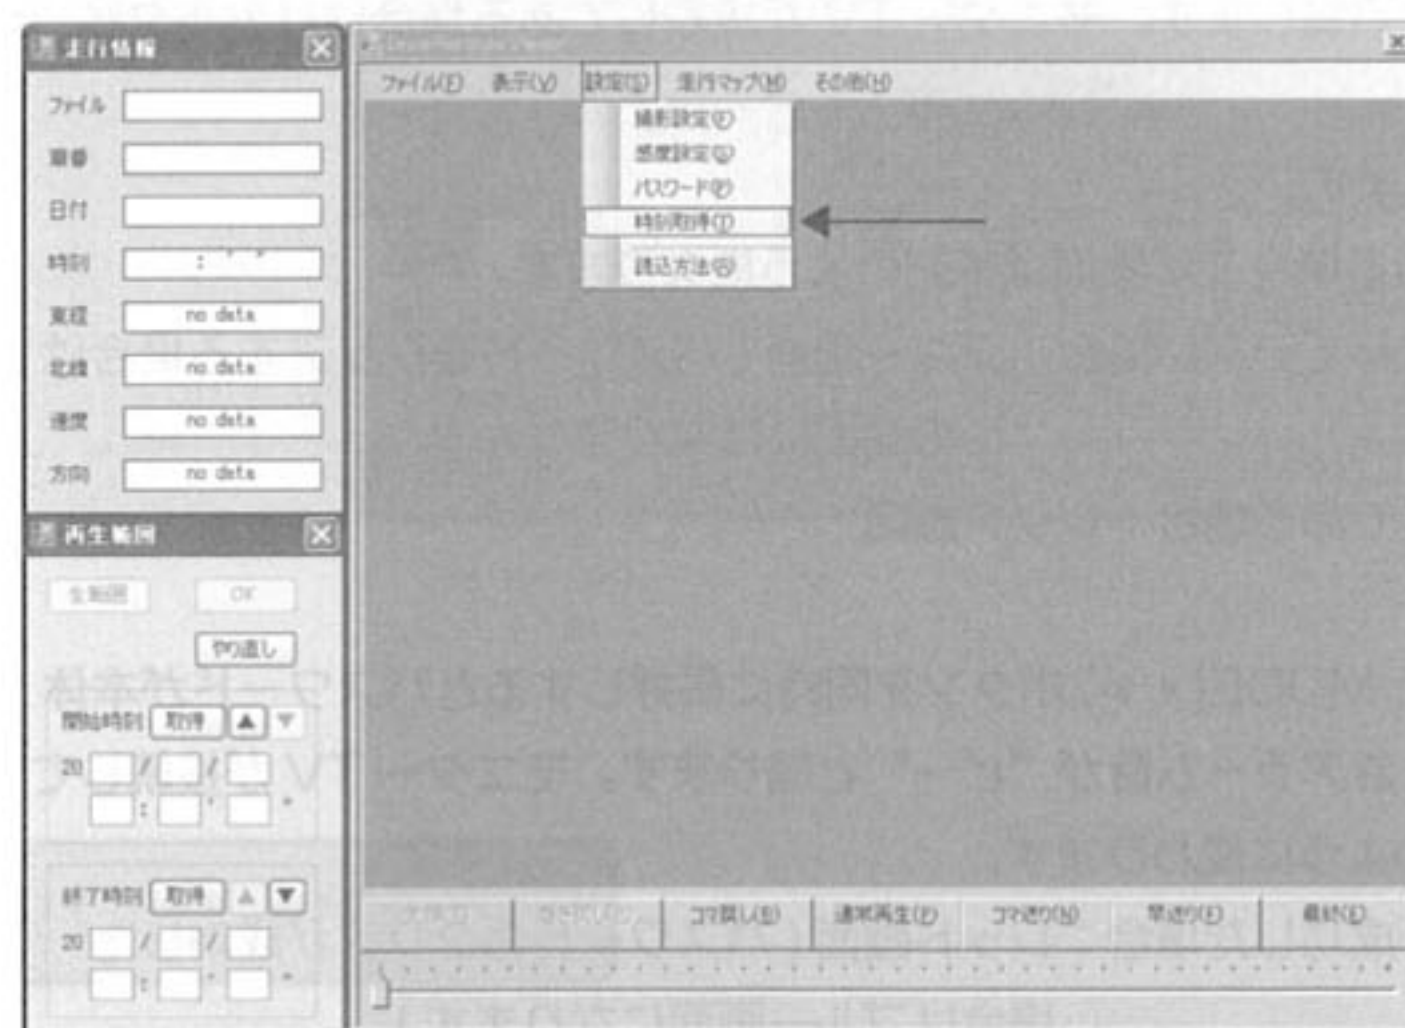 走行情報
ファイル
車番
日付
時刻 : ' "
東経 no data
北緯 no data
速度 no data
方向 no data
再生範囲
生範囲 OK
やり直し
開始時刻 取得 ▲ ▼
20 / /
: ' "
終了時刻 取得 ▲ ▼
20 / /
: ' "
ファイル(F) 表示(V) 設定(S) 走行マップ(M) その他(H)
撮影設定(F)
感度設定(G)
パスワード(P)
時刻取得(T)
読込方法(R)
コマ戻し(B) 通常再生(P) コマ送り(N) 早送り(F) 最終(E)